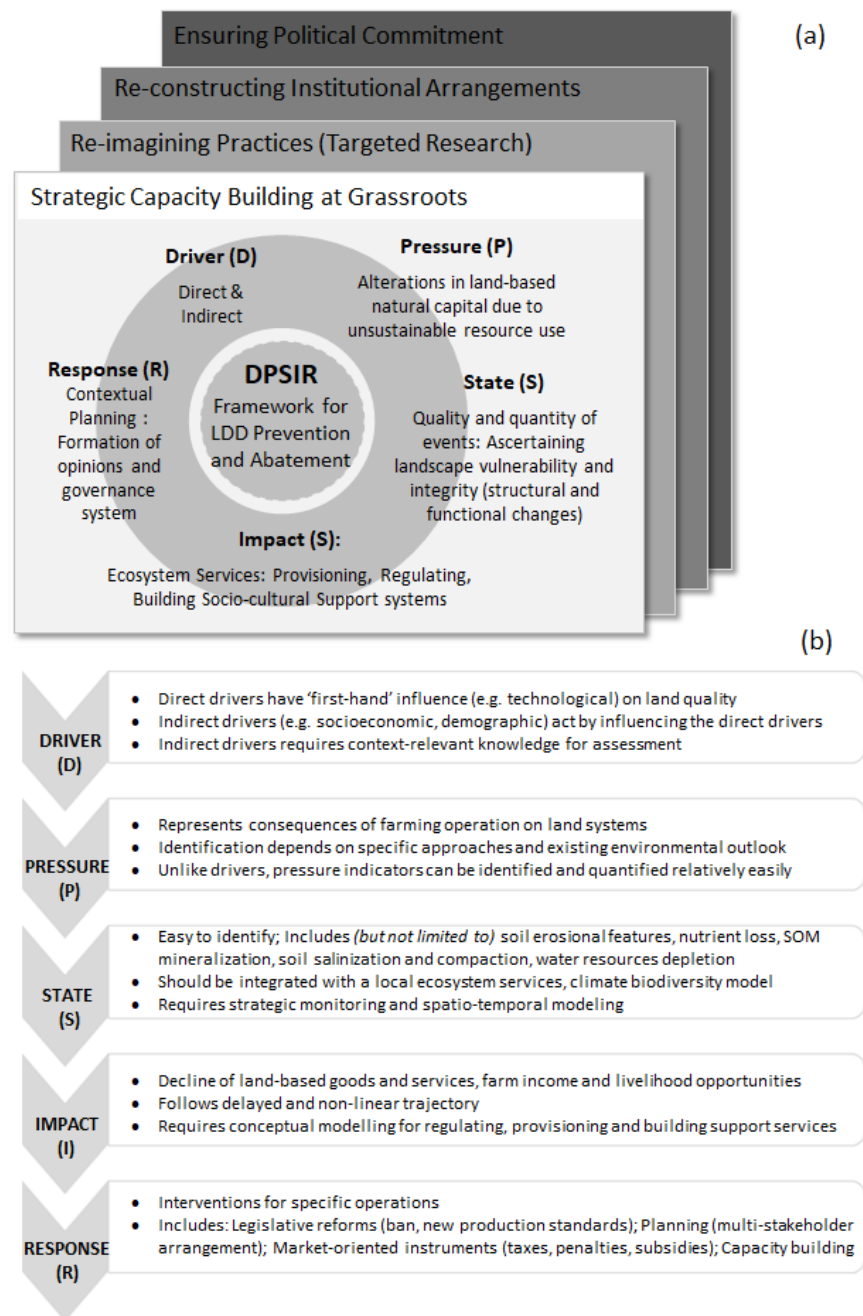 Ensuring Political Commitment
(a)
Re-constructing Institutional Arrangements
Re-imagining Practices (Targeted Research)
Strategic Capacity Building at Grassroots
Driver (D)
Direct &
Indirect
Pressure (P)
Alterations in land-based
natural capital due to
unsustainable resource use
Response (R)
Contextual
Planning :
Formation of
opinions and
governance
system
DPSIR
Framework for
LDD Prevention
and Abatement
State (S)
Quality and quantity of
events: Ascertaining
landscape vulnerability and
integrity (structural and
functional changes)
Impact (S):
Ecosystem Services: Provisioning, Regulating,
Building Socio-cultural Support systems
(b)
DRIVER
(D)
• Direct drivers have ‘first-hand’ influence (e.g. technological) on land quality
• Indirect drivers (e.g. socioeconomic, demographic) act by influencing the direct drivers
• Indirect drivers requires context-relevant knowledge for assessment
PRESSURE
(P)
• Represents consequences of farming operation on land systems
• Identification depends on specific approaches and existing environmental outlook
• Unlike drivers, pressure indicators can be identified and quantified relatively easily
STATE
(S)
• Easy to identify; Includes (but not limited to) soil erosional features, nutrient loss, SOM
mineralization, soil salinization and compaction, water resources depletion
• Should be integrated with a local ecosystem services, climate biodiversity model
• Requires strategic monitoring and spatio-temporal modeling
IMPACT
(I)
• Decline of land-based goods and services, farm income and livelihood opportunities
• Follows delayed and non-linear trajectory
• Requires conceptual modelling for regulating, provisioning and building support services
RESPONSE
(R)
• Interventions for specific operations
• Includes: Legislative reforms (ban, new production standards); Planning (multi-stakeholder
arrangement); Market-oriented instruments (taxes, penalties, subsidies); Capacity building